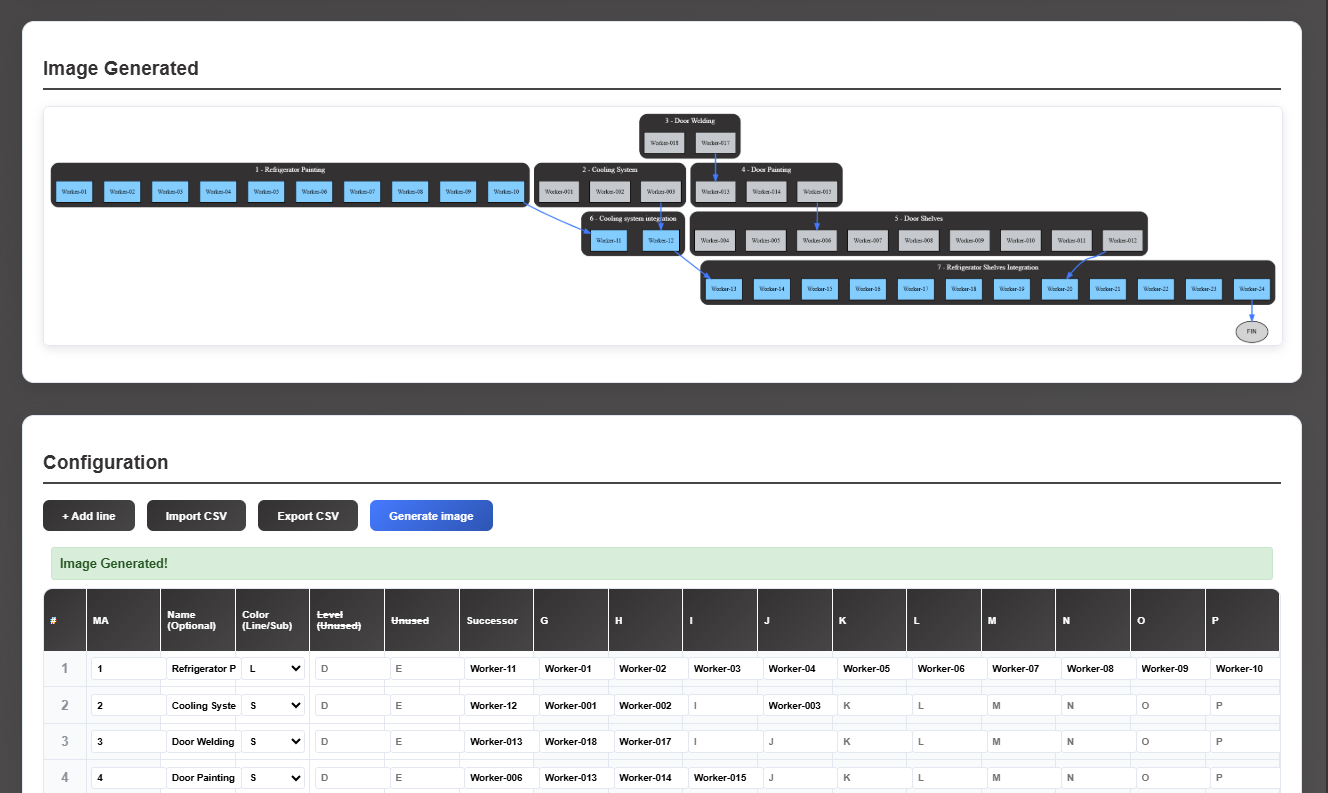 Image Generated
3 - Door Welding
Worker-018 Worker-017
1 - Refrigerator Painting 2 - Cooling System 4 - Door Painting
Worker-01 Worker-02 Worker-03 Worker-04 Worker-05 Worker-06 Worker-07 Worker-08 Worker-09 Worker-10 Worker-001 Worker-002 Worker-003 Worker-013 Worker-014 Worker-015
6 - Cooling system integration 5 - Door Shelves
Worker-11 Worker-12 Worker-004 Worker-005 Worker-006 Worker-007 Worker-008 Worker-009 Worker-010 Worker-011 Worker-012
7 - Refrigerator Shelves Integration
Worker-13 Worker-14 Worker-15 Worker-16 Worker-17 Worker-18 Worker-19 Worker-20 Worker-21 Worker-22 Worker-23 Worker-24
FIN
Configuration
+ Add line Import CSV Export CSV Generate image
Image Generated!
# MA Name (Optional) Color (Line/Sub) Level (Unused) Unused Successor G H I J K L M N O P
1 1 Refrigerator P L D E Worker-11 Worker-01 Worker-02 Worker-03 Worker-04 Worker-05 Worker-06 Worker-07 Worker-08 Worker-09 Worker-10
2 2 Cooling Syste S D E Worker-12 Worker-001 Worker-002 I Worker-003 K L M N O P
3 3 Door Welding S D E Worker-013 Worker-018 Worker-017 I J K L M N O P
4 4 Door Painting S D E Worker-006 Worker-013 Worker-014 Worker-015 J K L M N O P